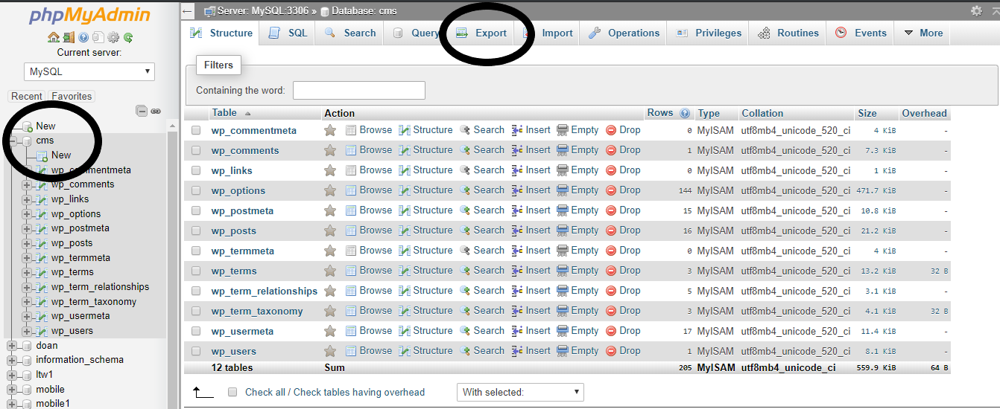 phpMyAdmin
Current server:
MySQL
Recent Favorites
New
cms
New
wp_commentmeta
wp_comments
wp_links
wp_options
wp_postmeta
wp_posts
wp_termmeta
wp_terms
wp_term_relationships
wp_term_taxonomy
wp_usermeta
wp_users
doan
information_schema
ltw1
mobile
mobile1
Server: MySQL:3306 » Database: cms
Structure SQL Search Query Export Import Operations Privileges Routines Events More
Filters
Containing the word:
Table Action Rows Type Collation Size Overhead
wp_commentmeta Browse Structure Search Insert Empty Drop 0 MyISAM utf8mb4_unicode_520_ci 4 KiB -
wp_comments Browse Structure Search Insert Empty Drop 1 MyISAM utf8mb4_unicode_520_ci 7.3 KiB -
wp_links Browse Structure Search Insert Empty Drop 0 MyISAM utf8mb4_unicode_520_ci 1 KiB -
wp_options Browse Structure Search Insert Empty Drop 144 MyISAM utf8mb4_unicode_520_ci 471.7 KiB -
wp_postmeta Browse Structure Search Insert Empty Drop 15 MyISAM utf8mb4_unicode_520_ci 10.8 KiB -
wp_posts Browse Structure Search Insert Empty Drop 16 MyISAM utf8mb4_unicode_520_ci 21.2 KiB -
wp_termmeta Browse Structure Search Insert Empty Drop 0 MyISAM utf8mb4_unicode_520_ci 4 KiB -
wp_terms Browse Structure Search Insert Empty Drop 3 MyISAM utf8mb4_unicode_520_ci 13.2 KiB 32 B
wp_term_relationships Browse Structure Search Insert Empty Drop 5 MyISAM utf8mb4_unicode_520_ci 3.1 KiB -
wp_term_taxonomy Browse Structure Search Insert Empty Drop 3 MyISAM utf8mb4_unicode_520_ci 4.1 KiB 32 B
wp_usermeta Browse Structure Search Insert Empty Drop 17 MyISAM utf8mb4_unicode_520_ci 11.4 KiB -
wp_users Browse Structure Search Insert Empty Drop 1 MyISAM utf8mb4_unicode_520_ci 8.1 KiB -
12 tables Sum 205 MyISAM utf8mb4_unicode_ci 559.9 KiB 64 B
Check all / Check tables having overhead With selected: